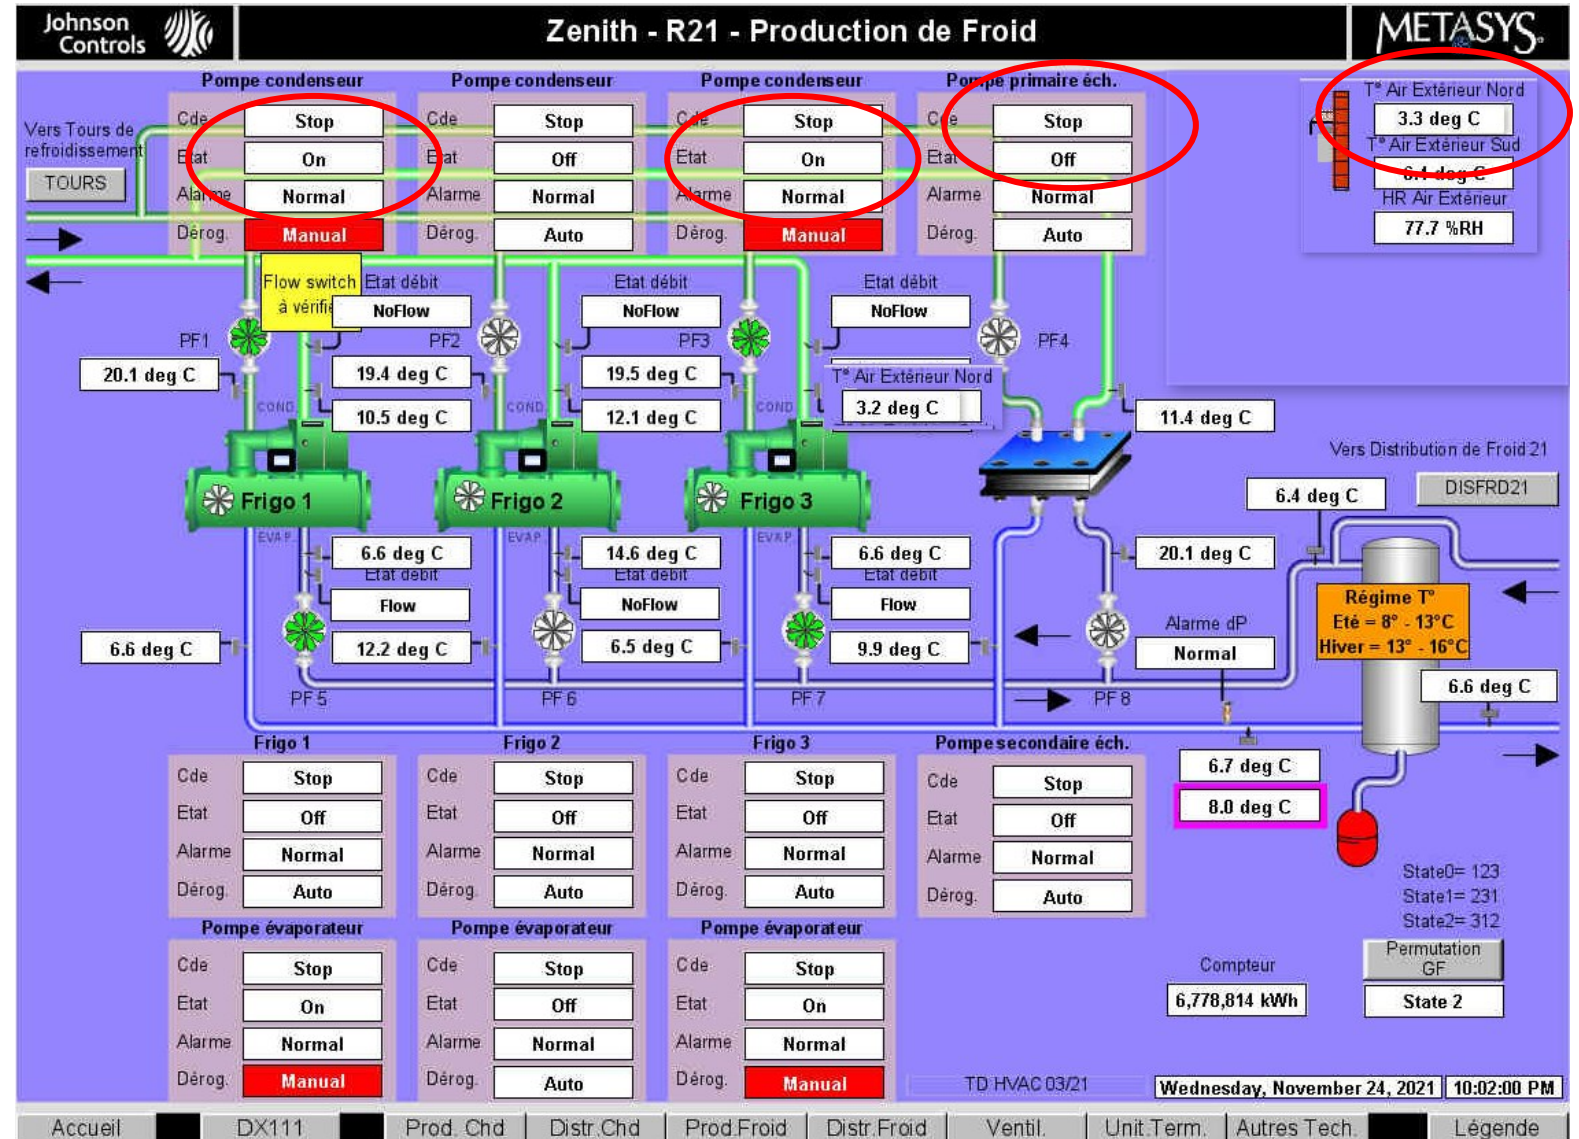 Johnson
Controls
Zenith - R21 - Production de Froid
METASYS
Pompe condenseur
Pompe condenseur
Pompe condenseur
Pompe primaire éch.
T° Air Extérieur Nord
3.3 deg C
T° Air Extérieur Sud
6.4 deg C
HR Air Extérieur
77.7 %RH
Vers Tours de
refroidissement
TOURS
Cde Stop
Etat On
Alarme Normal
Dérog. Manual
Cde Stop
Etat Off
Alarme Normal
Dérog. Auto
Cde Stop
Etat On
Alarme Normal
Dérog. Manual
Cde Stop
Etat Off
Alarme Normal
Dérog. Auto
Flow switch
à vérifie
Etat débit
NoFlow
Etat débit
NoFlow
Etat débit
NoFlow
PF1
PF2
PF3
PF4
20.1 deg C
19.4 deg C
19.5 deg C
T° Air Extérieur Nord
3.2 deg C
COND.
10.5 deg C
COND.
12.1 deg C
COND.
11.4 deg C
Vers Distribution de Froid 21
DISFRD21
6.4 deg C
Frigo 1
Frigo 2
Frigo 3
EVAP.
6.6 deg C
Etat débit
Flow
EVAP.
14.6 deg C
Etat débit
NoFlow
EVAP.
6.6 deg C
Etat débit
Flow
20.1 deg C
Régime T°
Eté = 8° - 13°C
Hiver = 13° - 16°C
Alarme dP
Normal
6.6 deg C
12.2 deg C
6.5 deg C
9.9 deg C
6.6 deg C
PF 5
PF 6
PF 7
PF 8
Frigo 1
Frigo 2
Frigo 3
Pompe secondaire éch.
Cde Stop
Etat Off
Alarme Normal
Dérog. Auto
Cde Stop
Etat Off
Alarme Normal
Dérog. Auto
Cde Stop
Etat Off
Alarme Normal
Dérog. Auto
Cde Stop
Etat Off
Alarme Normal
Dérog. Auto
6.7 deg C
8.0 deg C
State0= 123
State1= 231
State2= 312
Pompe évaporateur
Pompe évaporateur
Pompe évaporateur
Cde Stop
Etat On
Alarme Normal
Dérog. Manual
Cde Stop
Etat Off
Alarme Normal
Dérog. Auto
Cde Stop
Etat On
Alarme Normal
Dérog. Manual
Compteur
6,778,814 kWh
Permutation
GF
State 2
TD HVAC 03/21
Wednesday, November 24, 2021 10:02:00 PM
Accueil DX111 Prod. Chd Distr.Chd Prod.Froid Distr.Froid Ventil. Unit.Term. Autres Tech. Légende